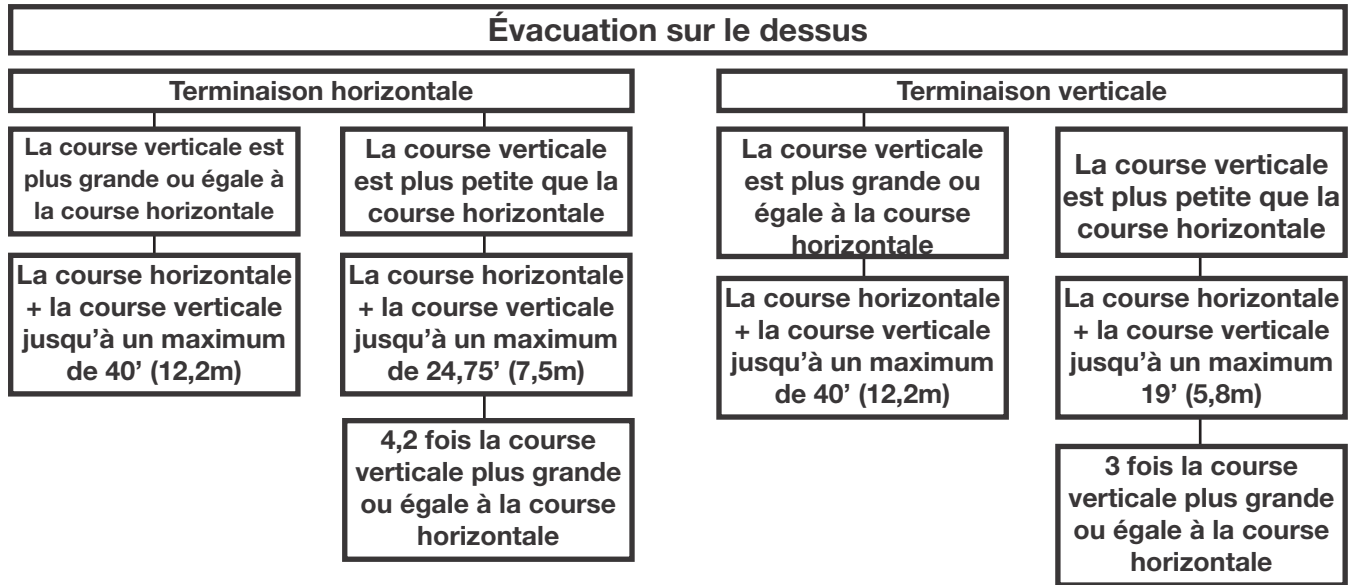 Évacuation sur le dessus
Terminaison horizontale
La course verticale est
plus grande ou égale à
la course horizontale
La course horizontale
+ la course verticale
jusqu'à un maximum
de 40’ (12,2m)
La course verticale
est plus petite que la
course horizontale
La course horizontale
+ la course verticale
jusqu'à un maximum
de 24,75’ (7,5m)
4,2 fois la course
verticale plus grande
ou égale à la course
horizontale
Terminaison verticale
La course verticale
est plus grande ou
égale à la course
horizontale
La course horizontale
+ la course verticale
jusqu'à un maximum
de 40’ (12,2m)
La course verticale
est plus petite que la
course horizontale
La course horizontale
+ la course verticale
jusqu'à un maximum
19’ (5,8m)
3 fois la course
verticale plus grande
ou égale à la course
horizontale